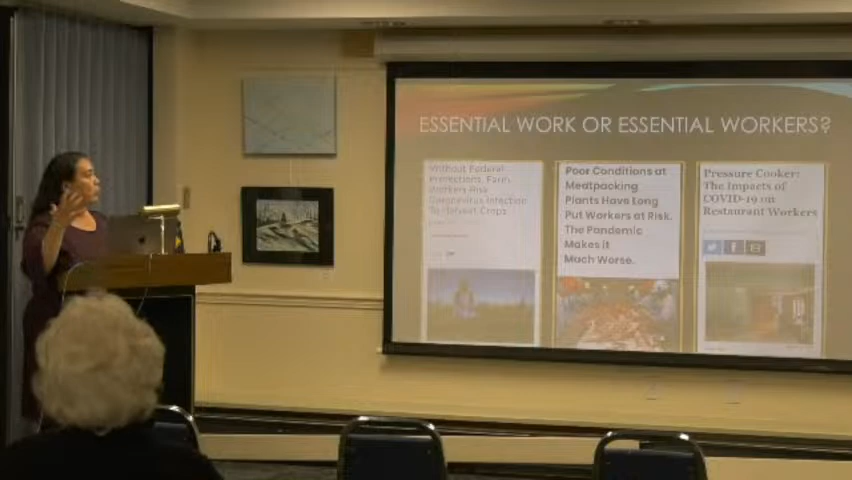 ESSENTIAL WORK OR ESSENTIAL WORKERS?
Without Federal
Protections, Farm
Workers Risk
Coronavirus Infection
To Harvest Crops
Poor Conditions at
Meatpacking
Plants Have Long
Put Workers at Risk.
The Pandemic
Makes it
Much Worse.
Pressure Cooker:
The Impacts of
COVID-19 on
Restaurant Workers